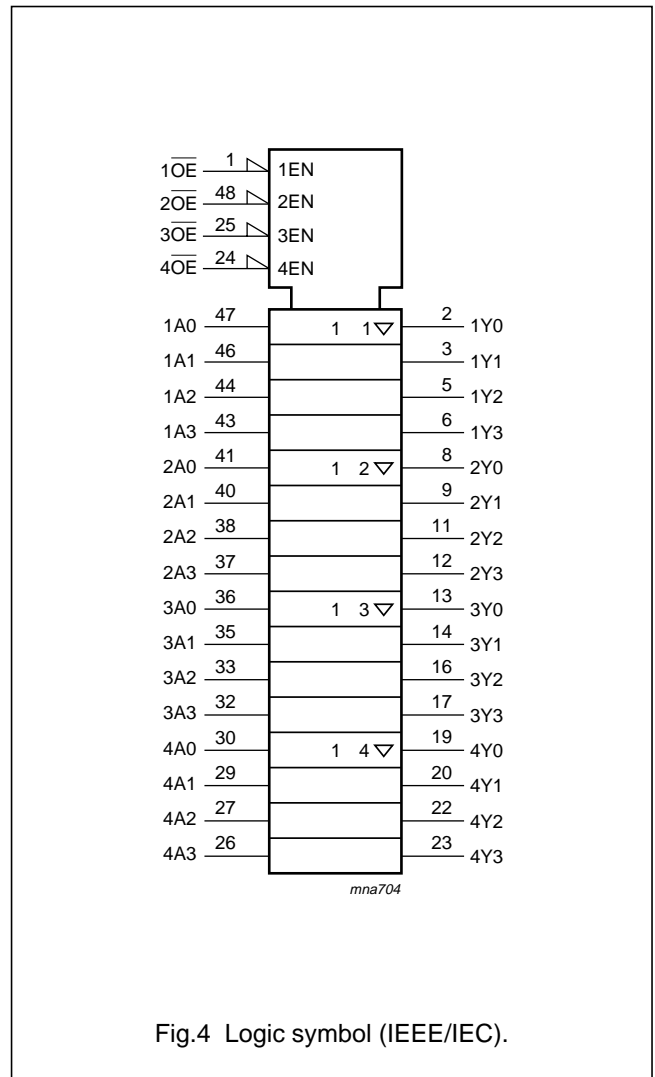 1O̅E̅ 1 1EN
2O̅E̅ 48 2EN
3O̅E̅ 25 3EN
4O̅E̅ 24 4EN
1A0 47 1 1▽ 2 1Y0
1A1 46 3 1Y1
1A2 44 5 1Y2
1A3 43 6 1Y3
2A0 41 1 2▽ 8 2Y0
2A1 40 9 2Y1
2A2 38 11 2Y2
2A3 37 12 2Y3
3A0 36 1 3▽ 13 3Y0
3A1 35 14 3Y1
3A2 33 16 3Y2
3A3 32 17 3Y3
4A0 30 1 4▽ 19 4Y0
4A1 29 20 4Y1
4A2 27 22 4Y2
4A3 26 23 4Y3
mna704
Fig.4 Logic symbol (IEEE/IEC).